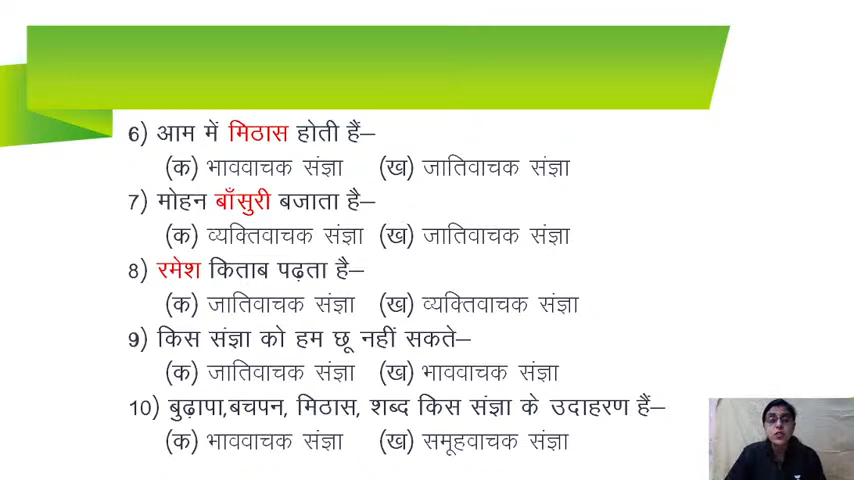 6) आम में मिठास होती हैं–
(क) भाववाचक संज्ञा (ख) जातिवाचक संज्ञा
7) मोहन बाँसुरी बजाता है–
(क) व्यक्तिवाचक संज्ञा (ख) जातिवाचक संज्ञा
8) रमेश किताब पढ़ता है–
(क) जातिवाचक संज्ञा (ख) व्यक्तिवाचक संज्ञा
9) किस संज्ञा को हम छू नहीं सकते–
(क) जातिवाचक संज्ञा (ख) भाववाचक संज्ञा
10) बुढ़ापा,बचपन, मिठास, शब्द किस संज्ञा के उदाहरण हैं–
(क) भाववाचक संज्ञा (ख) समूहवाचक संज्ञा